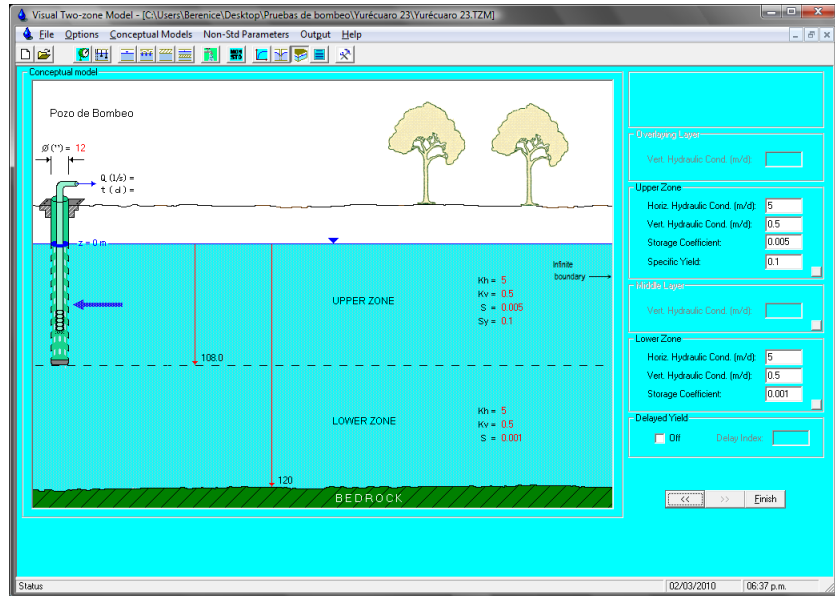 Visual Two-zone Model - [C:\Users\Berenice\Desktop\Pruebas de bombeo\Yurécuaro 23\Yurécuaro 23.TZM]
File Options Conceptual Models Non-Std Parameters Output Help
Conceptual model
Pozo de Bombeo
Ø (") = 12
Q (l/s) =
t ( d ) =
z = 0 m
Infinite
boundary
UPPER ZONE
Kh = 5
Kv = 0.5
S = 0.005
Sy = 0.1
108.0
LOWER ZONE
Kh = 5
Kv = 0.5
S = 0.001
120
BEDROCK
Overlaying Layer
Vert. Hydraulic Cond. (m/d):
Upper Zone
Horiz. Hydraulic Cond. (m/d): 5
Vert. Hydraulic Cond. (m/d): 0.5
Storage Coefficient: 0.005
Specific Yield: 0.1
Middle Layer
Vert. Hydraulic Cond. (m/d):
Lower Zone
Horiz. Hydraulic Cond. (m/d): 5
Vert. Hydraulic Cond. (m/d): 0.5
Storage Coefficient: 0.001
Delayed Yield
Off Delay Index:
<< >> Finish
Status 02/03/2010 06:37 p.m.